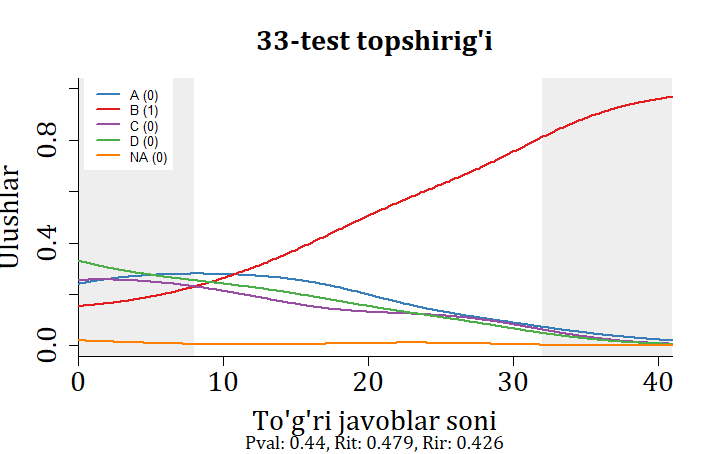 33-test topshirig'i
A (0)
B (1)
C (0)
D (0)
NA (0)
Ulushlar
0.8
0.4
0.0
0 10 20 30 40
To'g'ri javoblar soni
Pval: 0.44, Rit: 0.479, Rir: 0.426